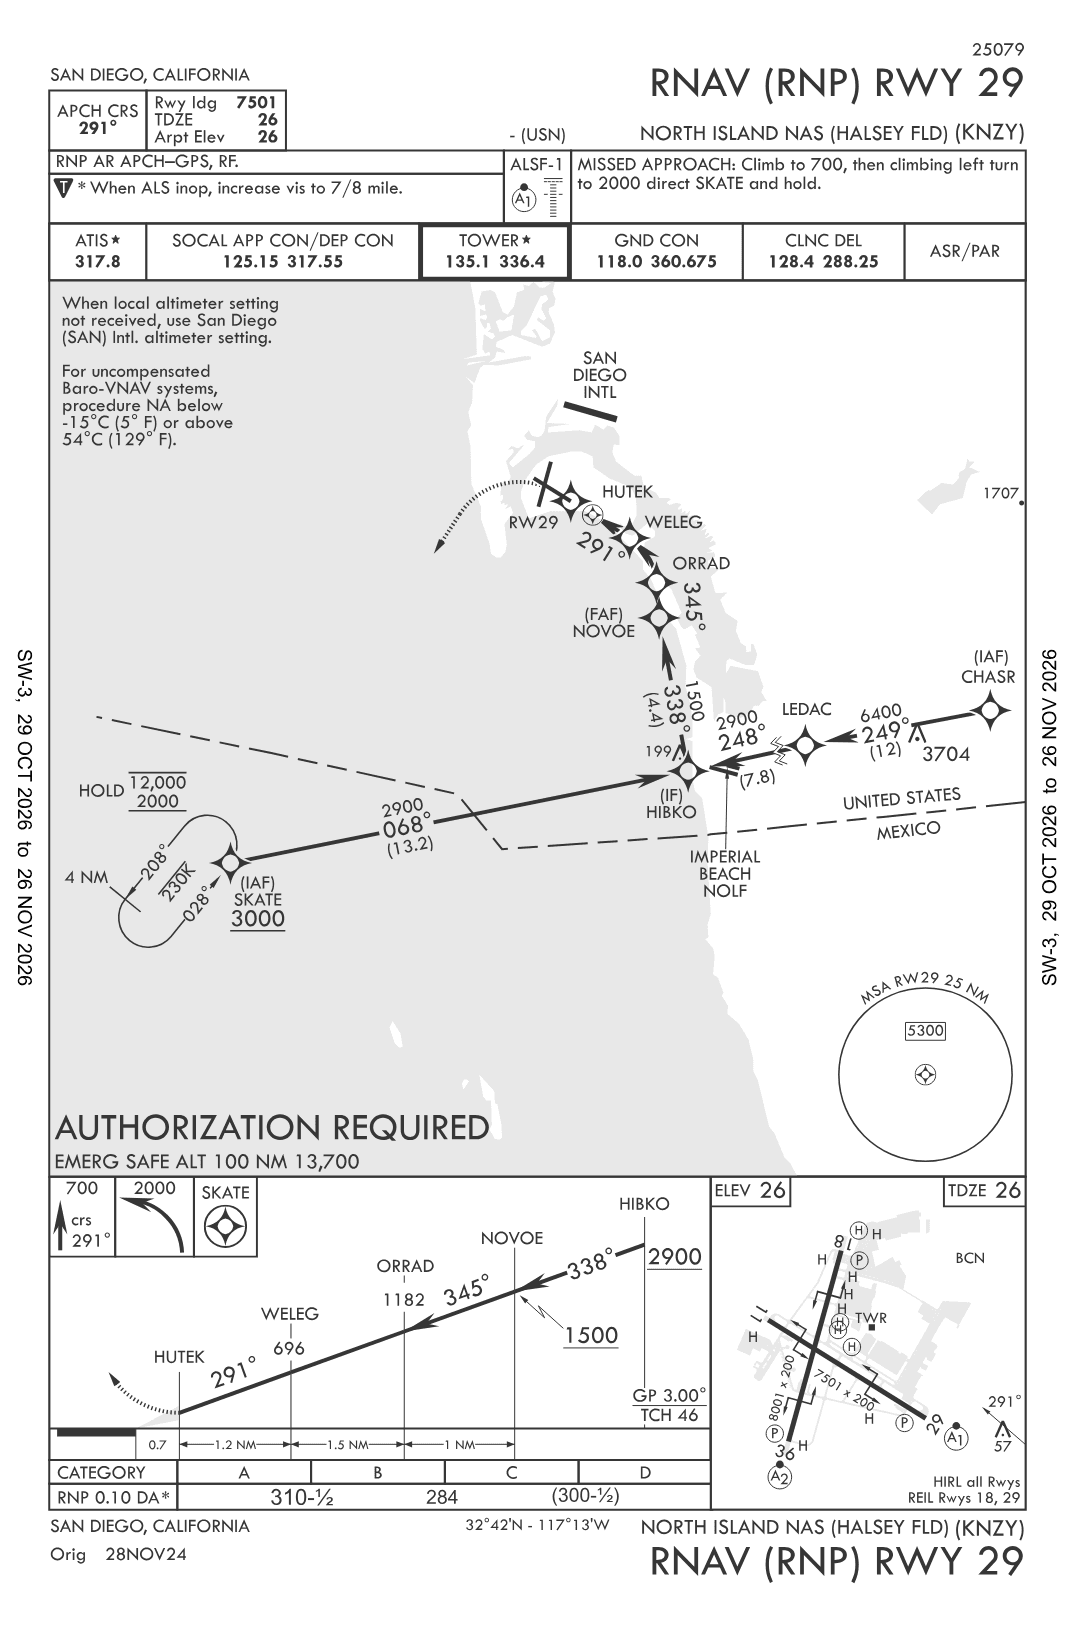 25079
SAN DIEGO, CALIFORNIA
RNAV (RNP) RWY 29
APCH CRS
291°
Rwy ldg 7501
TDZE 26
Arpt Elev 26
- (USN)
NORTH ISLAND NAS (HALSEY FLD) (KNZY)
RNP AR APCH–GPS, RF.
T * When ALS inop, increase vis to 7/8 mile.
ALSF-1
A1
MISSED APPROACH: Climb to 700, then climbing left turn
to 2000 direct SKATE and hold.
ATIS★
317.8
SOCAL APP CON/DEP CON
125.15 317.55
TOWER★
135.1 336.4
GND CON
118.0 360.675
CLNC DEL
128.4 288.25
ASR/PAR
When local altimeter setting
not received, use San Diego
(SAN) Intl. altimeter setting.
For uncompensated
Baro-VNAV systems,
procedure NA below
-15°C (5° F) or above
54°C (129° F).
SAN
DIEGO
INTL
1707
HUTEK
RW29
WELEG
291°
ORRAD
345°
(FAF)
NOVOE
(IAF)
CHASR
1500
338°
(4.4)
LEDAC
6400
249°
(12)
3704
2900
248°
(7.8)
199
(IF)
HIBKO
UNITED STATES
MEXICO
IMPERIAL
BEACH
NOLF
HOLD 12,000
2000
2900
068°
(13.2)
4 NM
208°
230K
028°
(IAF)
SKATE
3000
SW-3, 29 OCT 2026 to 26 NOV 2026
SW-3, 29 OCT 2026 to 26 NOV 2026
MSA RW29 25 NM
5300
AUTHORIZATION REQUIRED
EMERG SAFE ALT 100 NM 13,700
700
crs
291°
2000
SKATE
HIBKO
2900
NOVOE
338°
1500
ORRAD
1182
345°
WELEG
696
HUTEK
291°
GP 3.00°
TCH 46
0.7
1.2 NM
1.5 NM
1 NM
CATEGORY A B C D
RNP 0.10 DA* 310-½ 284 (300-½)
ELEV 26
TDZE 26
BCN
18
H
H
H
P
H
H
H
H
H
TWR
H
11
H
8001 x 200
7501 x 200
H
P
29
A1
291°
57
P
H
36
A2
HIRL all Rwys
REIL Rwys 18, 29
SAN DIEGO, CALIFORNIA
32°42'N - 117°13'W
NORTH ISLAND NAS (HALSEY FLD) (KNZY)
Orig 28NOV24
RNAV (RNP) RWY 29